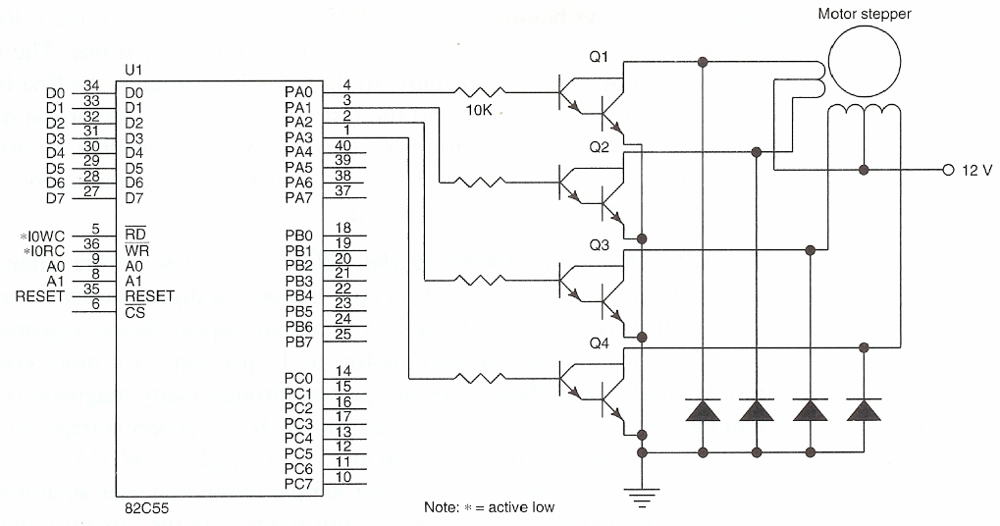 Motor stepper
U1
Q1
D0 34 D0 PA0 4
10K
D1 33 D1 PA1 3
D2 32 D2 PA2 2
D3 31 D3 PA3 1
D4 30 D4 PA4 40
Q2
D5 29 D5 PA5 39
D6 28 D6 PA6 38
12 V
D7 27 D7 PA7 37
*I0WC 5 RD PB0 18
*I0RC 36 WR PB1 19
Q3
A0 9 A0 PB2 20
A1 8 A1 PB3 21
RESET 35 RESET PB4 22
6 CS PB5 23
PB6 24
PB7 25
Q4
PC0 14
PC1 15
PC2 16
PC3 17
PC4 13
PC5 12
PC6 11
PC7 10
82C55
Note: * = active low